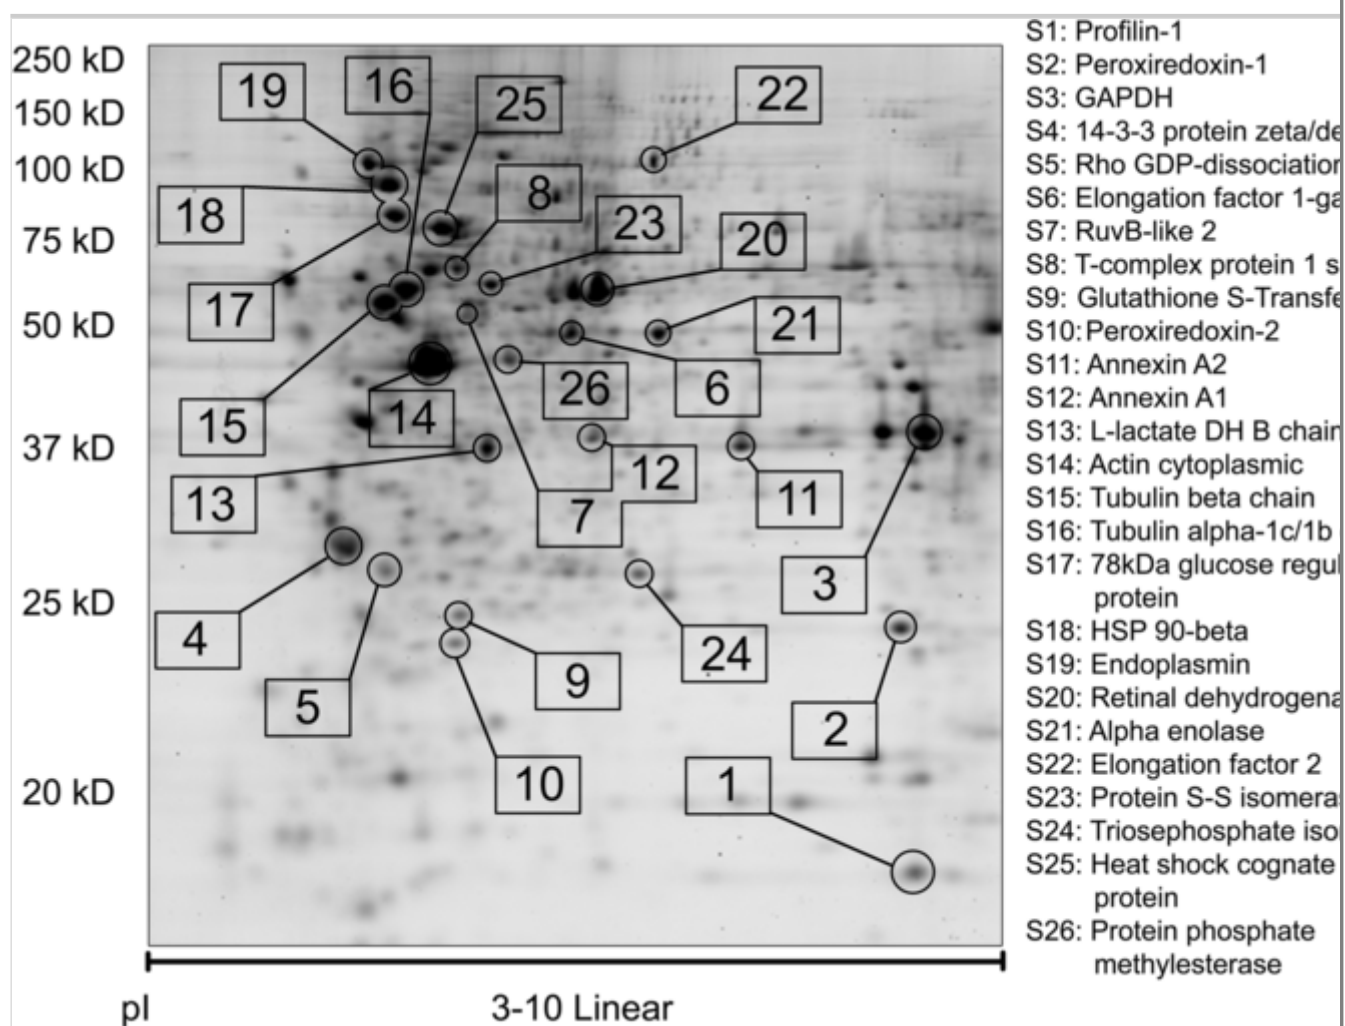 250 kD
150 kD
100 kD
75 kD
50 kD
37 kD
25 kD
20 kD
19
16
25
22
18
8
23
20
17
21
15
14
26
6
13
12
7
11
3
4
5
9
24
2
10
1
pI
3-10 Linear
S1: Profilin-1
S2: Peroxiredoxin-1
S3: GAPDH
S4: 14-3-3 protein zeta/de
S5: Rho GDP-dissociation
S6: Elongation factor 1-ga
S7: RuvB-like 2
S8: T-complex protein 1 s
S9: Glutathione S-Transfe
S10: Peroxiredoxin-2
S11: Annexin A2
S12: Annexin A1
S13: L-lactate DH B chain
S14: Actin cytoplasmic
S15: Tubulin beta chain
S16: Tubulin alpha-1c/1b
S17: 78kDa glucose regul
protein
S18: HSP 90-beta
S19: Endoplasmin
S20: Retinal dehydrogena
S21: Alpha enolase
S22: Elongation factor 2
S23: Protein S-S isomera
S24: Triosephosphate iso
S25: Heat shock cognate
protein
S26: Protein phosphate
methylesterase